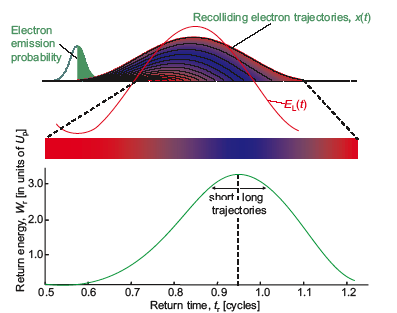 Recolliding electron trajectories, x(t)
Electron
emission
probability
E_L(t)
Return energy, W_r [in units of U_p]
3.0
2.0
1.0
short long
trajectories
0.5 0.6 0.7 0.8 0.9 1.0 1.1 1.2
Return time, t_r [cycles]